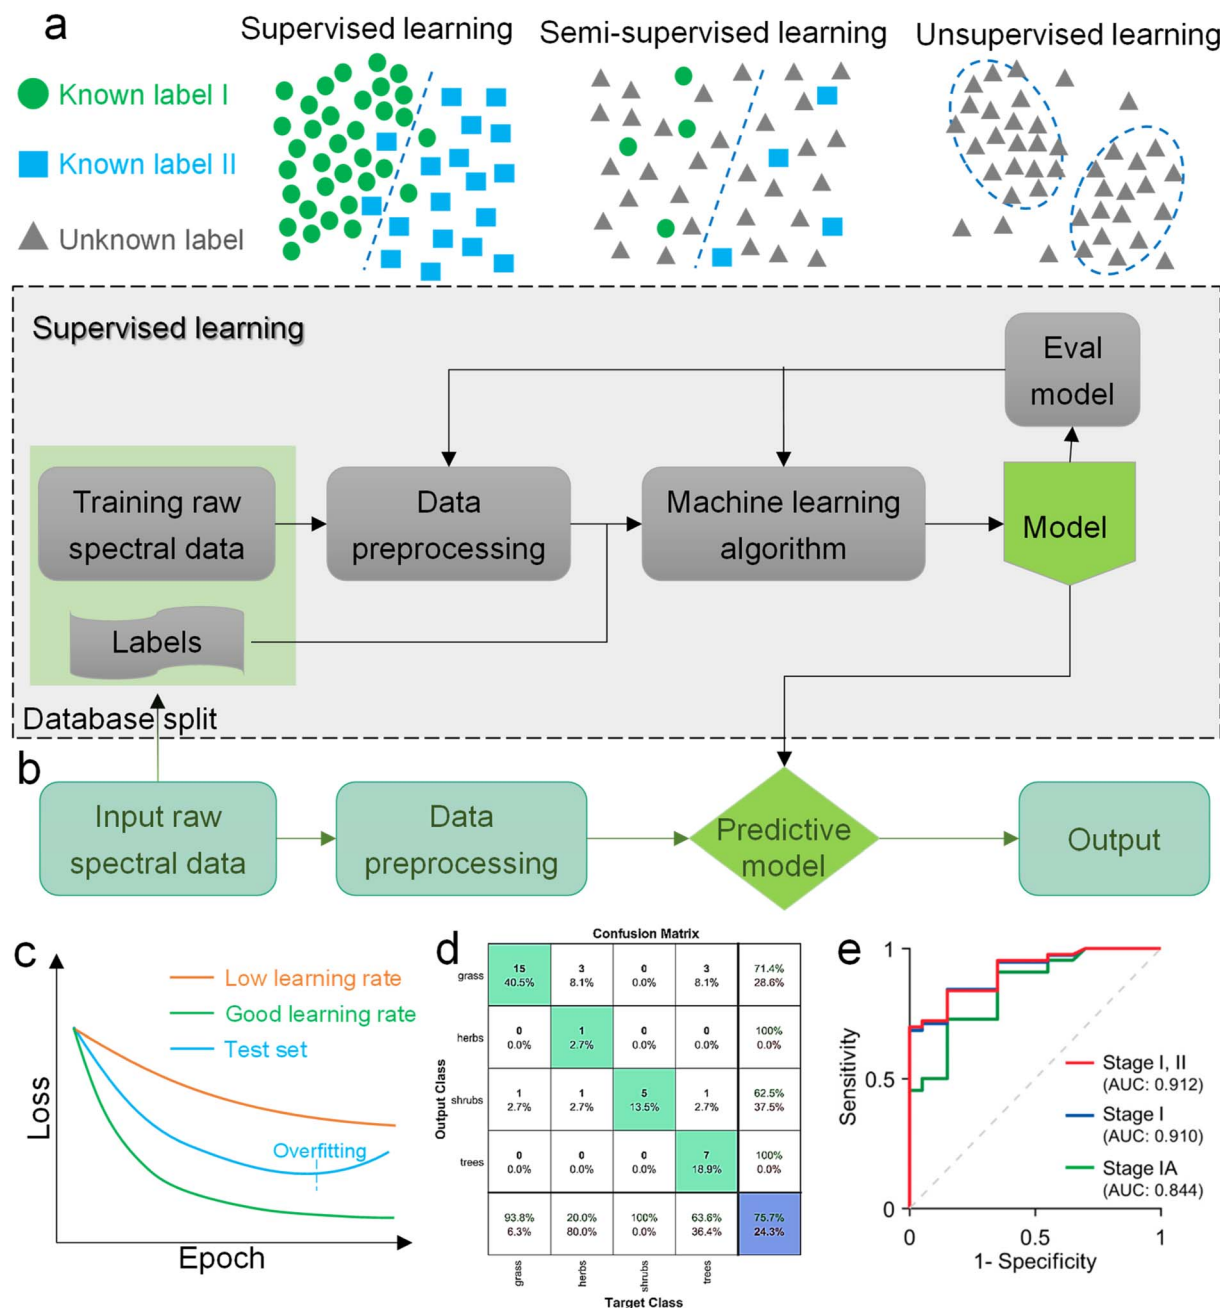 a
Supervised learning
Semi-supervised learning
Unsupervised learning
Known label I
Known label II
Unknown label
Supervised learning
Eval
model
Training raw
spectral data
Data
preprocessing
Machine learning
algorithm
Model
Labels
Database split
b
Input raw
spectral data
Data
preprocessing
Predictive
model
Output
c
Low learning rate
Good learning rate
Test set
Overfitting
Loss
Epoch
d
Confusion Matrix
grass
15 3 0 3 71.4%
40.5% 8.1% 0.0% 8.1% 28.6%
herbs
0 1 0 0 100%
0.0% 2.7% 0.0% 0.0% 0.0%
shrubs
1 1 5 1 62.5%
2.7% 2.7% 13.5% 2.7% 37.5%
trees
0 0 0 7 100%
0.0% 0.0% 0.0% 18.9% 0.0%
93.8% 20.0% 100% 63.6% 75.7%
6.3% 80.0% 0.0% 36.4% 24.3%
Output Class
grass herbs shrubs trees
Target Class
e
1
0.5
0
Sensitivity
Stage I, II
(AUC: 0.912)
Stage I
(AUC: 0.910)
Stage IA
(AUC: 0.844)
0 0.5 1
1- Specificity